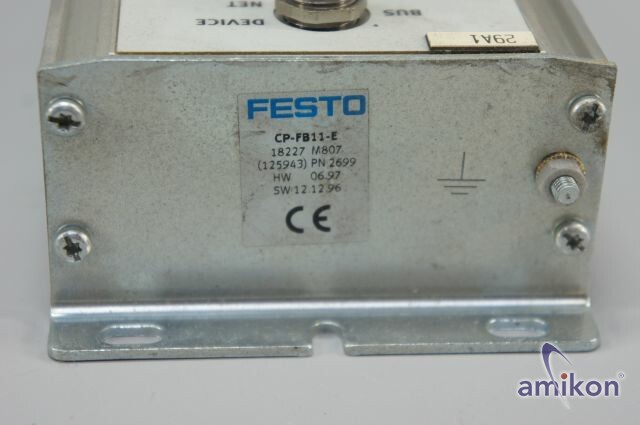 BUS
DEVICE
NET
29A1
FESTO
CP-FB11-E
18227 M807
(125943) PN 2699
HW 06.97
SW 12.12.96
CE
amikon®